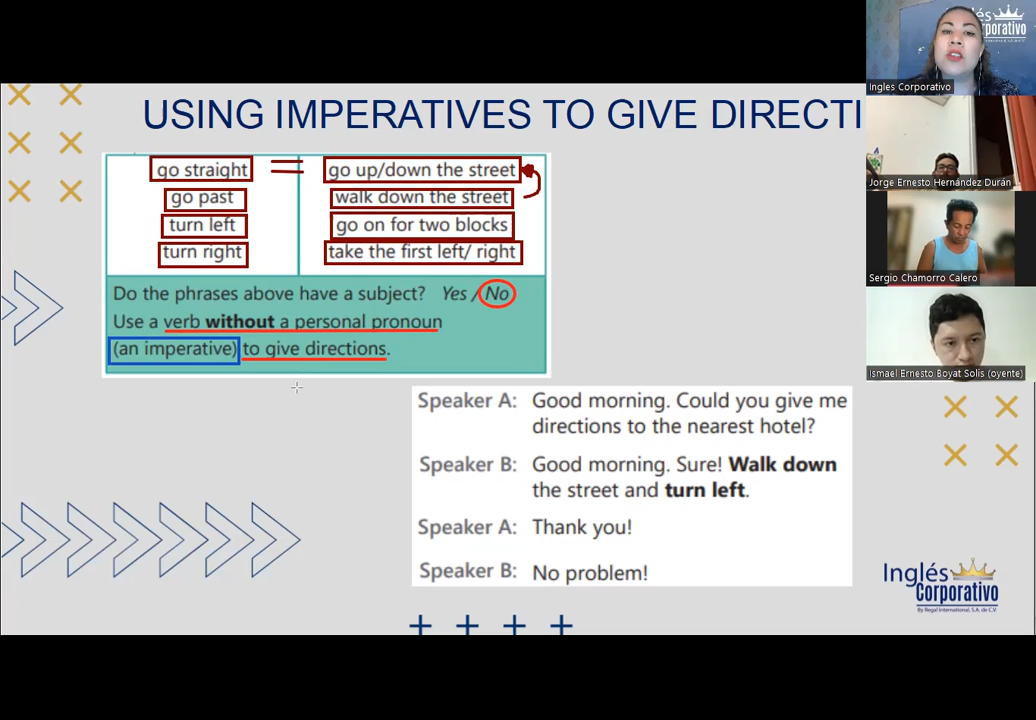 USING IMPERATIVES TO GIVE DIRECTI
go straight
go past
turn left
turn right
go up/down the street
walk down the street
go on for two blocks
take the first left/ right
Do the phrases above have a subject? Yes / No
Use a verb without a personal pronoun
(an imperative) to give directions.
Speaker A: Good morning. Could you give me
directions to the nearest hotel?
Speaker B: Good morning. Sure! Walk down
the street and turn left.
Speaker A: Thank you!
Speaker B: No problem!
Inglés
Corporativo
By Regal International, S.A. de C.V.
Ingles Corporativo
Jorge Ernesto Hernández Durán
Sergio Chamorro Calero
Ismael Ernesto Boyat Solis (oyente)